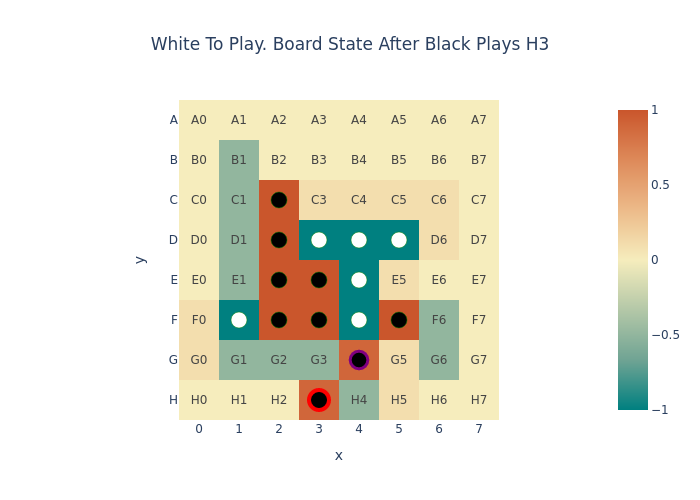 White To Play. Board State After Black Plays H3
A A0 A1 A2 A3 A4 A5 A6 A7
B B0 B1 B2 B3 B4 B5 B6 B7
C C0 C1 C3 C4 C5 C6 C7
D D0 D1 D6 D7
E E0 E1 E5 E6 E7
F F0 F6 F7
G G0 G1 G2 G3 G5 G6 G7
H H0 H1 H2 H4 H5 H6 H7
0 1 2 3 4 5 6 7
x
y
1
0.5
0
−0.5
−1